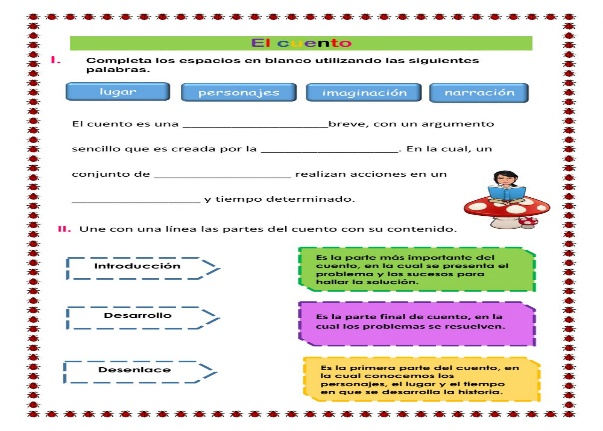 El cuento
I. Completa los espacios en blanco utilizando las siguientes
palabras.
lugar personajes imaginación narración
El cuento es una ____________________breve, con un argumento
sencillo que es creada por la ___________________. En la cual, un
conjunto de ___________________ realizan acciones en un
__________________ y tiempo determinado.
II. Une con una línea las partes del cuento con su contenido.
Introducción
Es la parte más importante del
cuento, en la cual se presenta el
problema y los sucesos para
hallar la solución.
Desarrollo
Es la parte final de cuento, en la
cual los problemas se resuelven.
Desenlace
Es la primera parte del cuento, en
la cual conocemos los
personajes, el lugar y el tiempo
en que se desarrolla la historia.